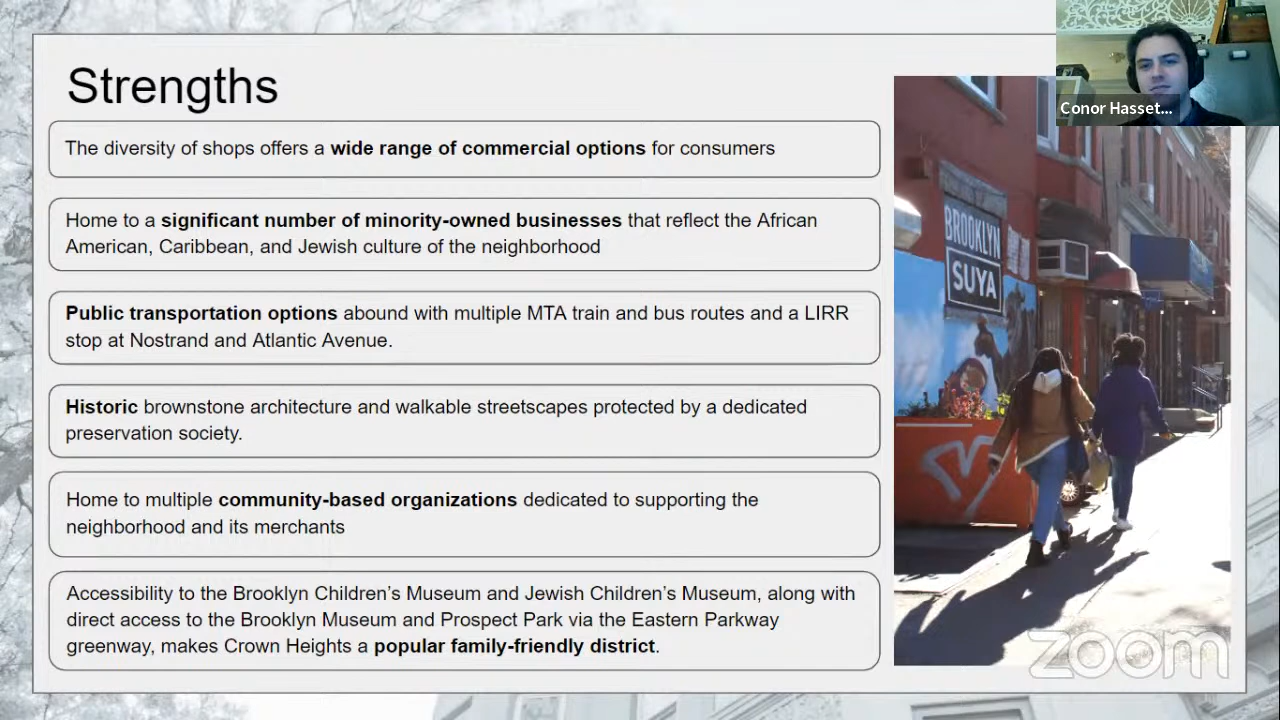 Strengths
Conor Hasset...
The diversity of shops offers a wide range of commercial options for consumers
Home to a significant number of minority-owned businesses that reflect the African
American, Caribbean, and Jewish culture of the neighborhood
Public transportation options abound with multiple MTA train and bus routes and a LIRR
stop at Nostrand and Atlantic Avenue.
Historic brownstone architecture and walkable streetscapes protected by a dedicated
preservation society.
Home to multiple community-based organizations dedicated to supporting the
neighborhood and its merchants
Accessibility to the Brooklyn Children’s Museum and Jewish Children’s Museum, along with
direct access to the Brooklyn Museum and Prospect Park via the Eastern Parkway
greenway, makes Crown Heights a popular family-friendly district.
BROOKLYN
SUYA
zoom